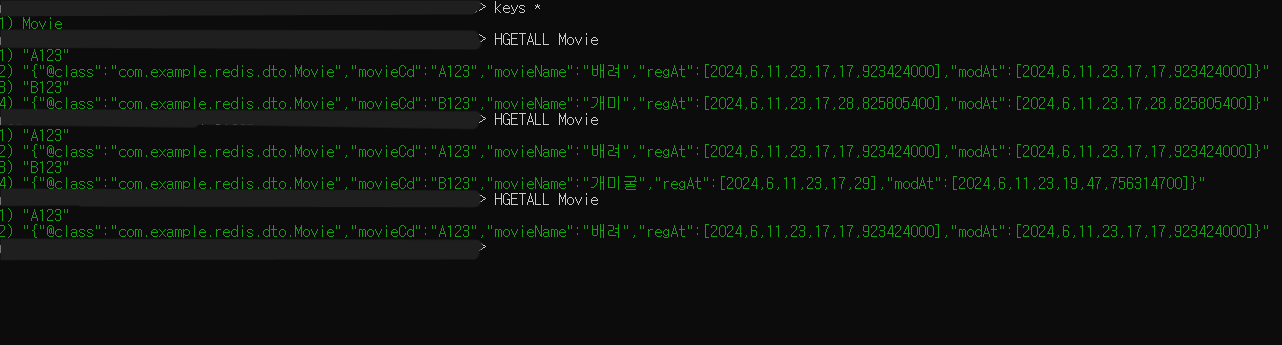 > keys *
1) Movie
> HGETALL Movie
1) "A123"
2) "{"@class":"com.example.redis.dto.Movie","movieCd":"A123","movieName":"배려","regAt":[2024,6,11,23,17,17,923424000],"modAt":[2024,6,11,23,17,17,923424000]}"
3) "B123"
4) "{"@class":"com.example.redis.dto.Movie","movieCd":"B123","movieName":"개미","regAt":[2024,6,11,23,17,28,825805400],"modAt":[2024,6,11,23,17,28,825805400]}"
> HGETALL Movie
1) "A123"
2) "{"@class":"com.example.redis.dto.Movie","movieCd":"A123","movieName":"배려","regAt":[2024,6,11,23,17,17,923424000],"modAt":[2024,6,11,23,17,17,923424000]}"
3) "B123"
4) "{"@class":"com.example.redis.dto.Movie","movieCd":"B123","movieName":"개미굴","regAt":[2024,6,11,23,17,29],"modAt":[2024,6,11,23,19,47,756314700]}"
> HGETALL Movie
1) "A123"
2) "{"@class":"com.example.redis.dto.Movie","movieCd":"A123","movieName":"배려","regAt":[2024,6,11,23,17,17,923424000],"modAt":[2024,6,11,23,17,17,923424000]}"
>